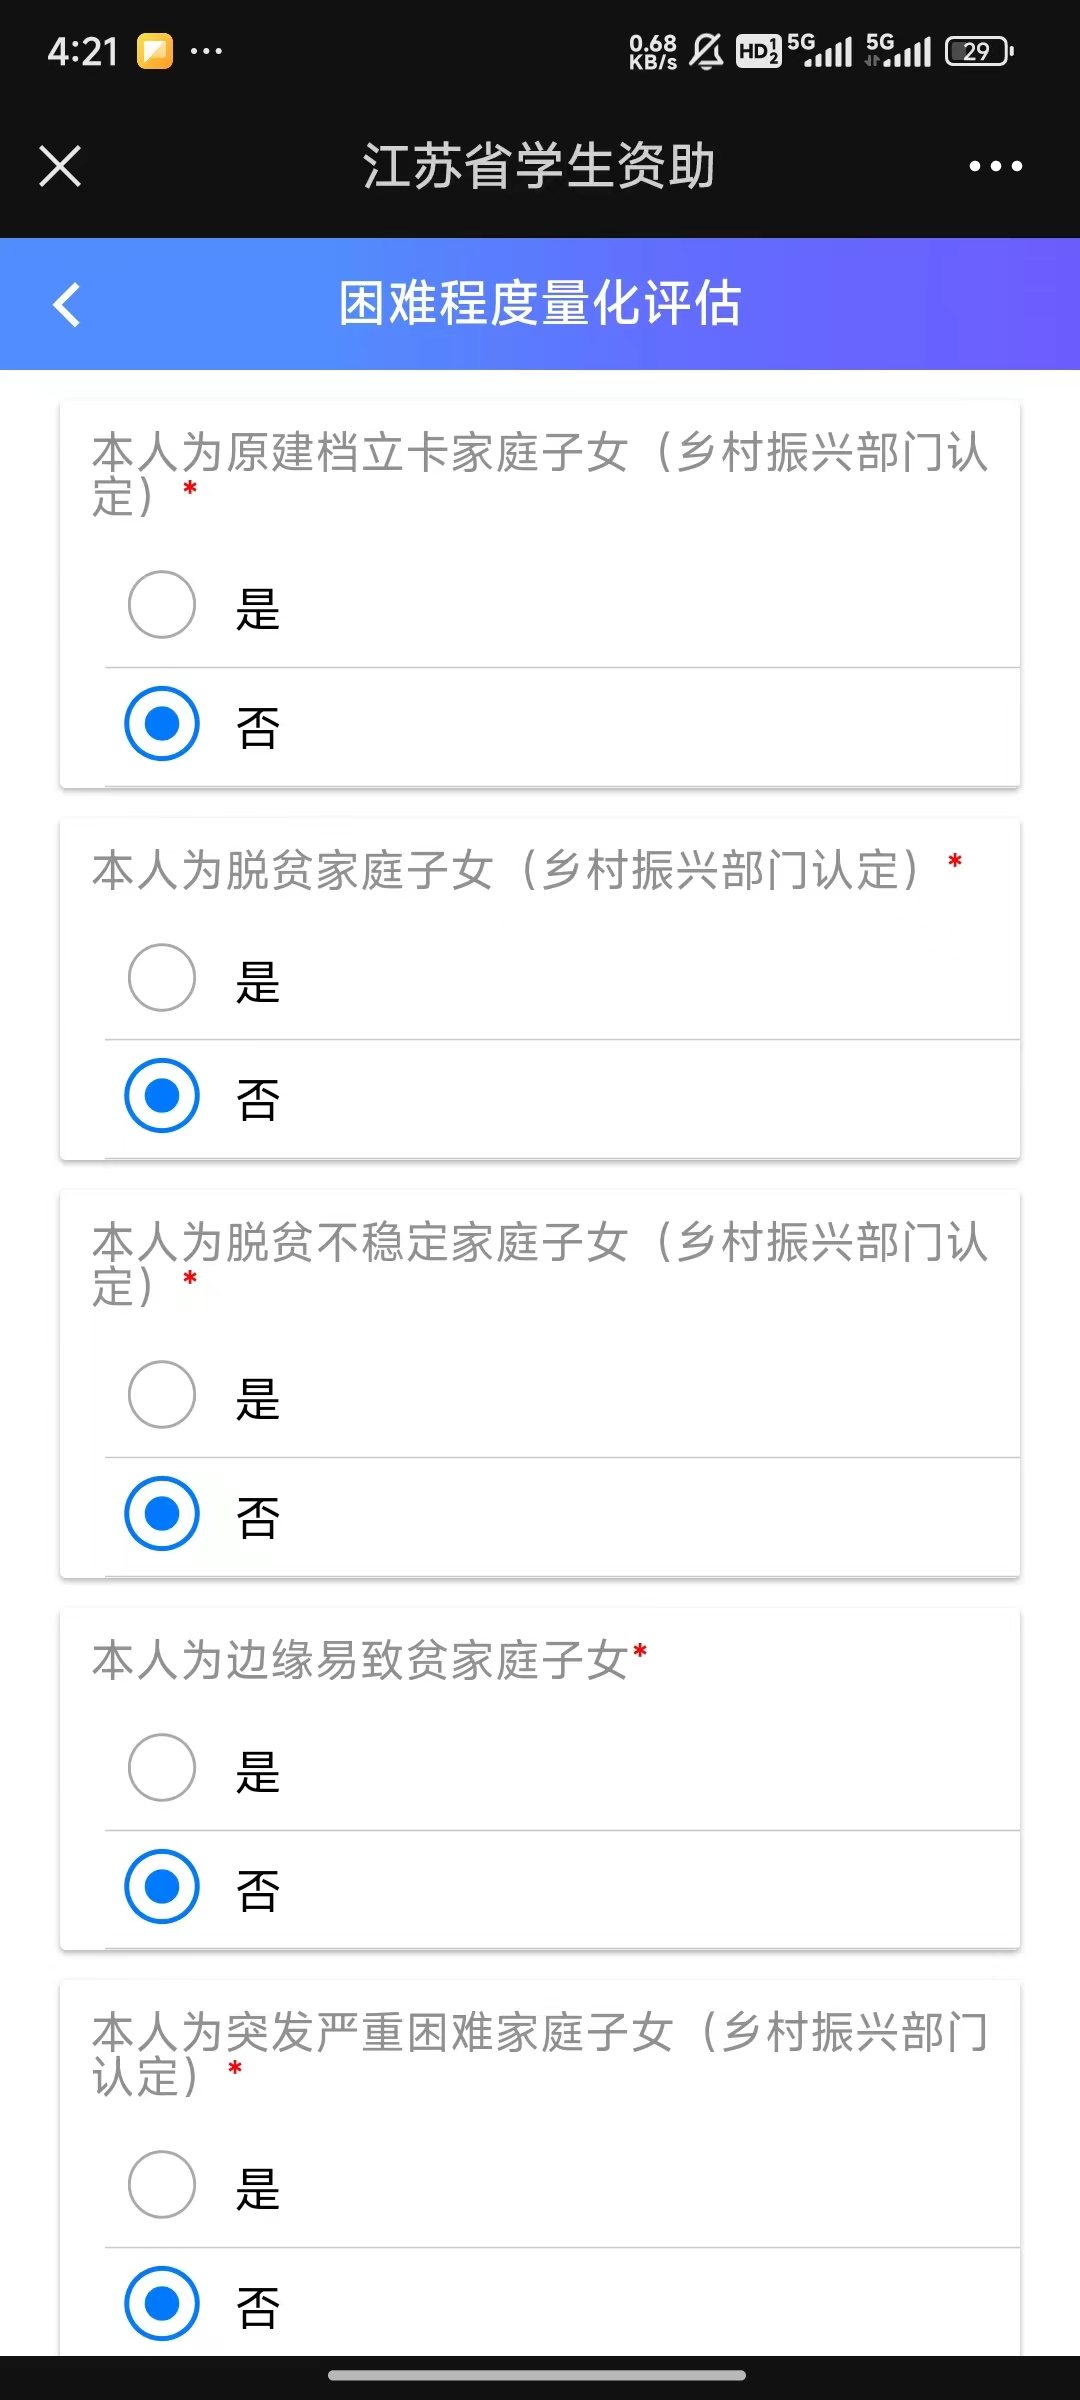 4:21
0.68
KB/s
HD 1
2
5G
5G
29
江苏省学生资助
困难程度量化评估
本人为原建档立卡家庭子女（乡村振兴部门认
定）*
是
否
本人为脱贫家庭子女（乡村振兴部门认定）*
是
否
本人为脱贫不稳定家庭子女（乡村振兴部门认
定）*
是
否
本人为边缘易致贫家庭子女*
是
否
本人为突发严重困难家庭子女（乡村振兴部门
认定）*
是
否